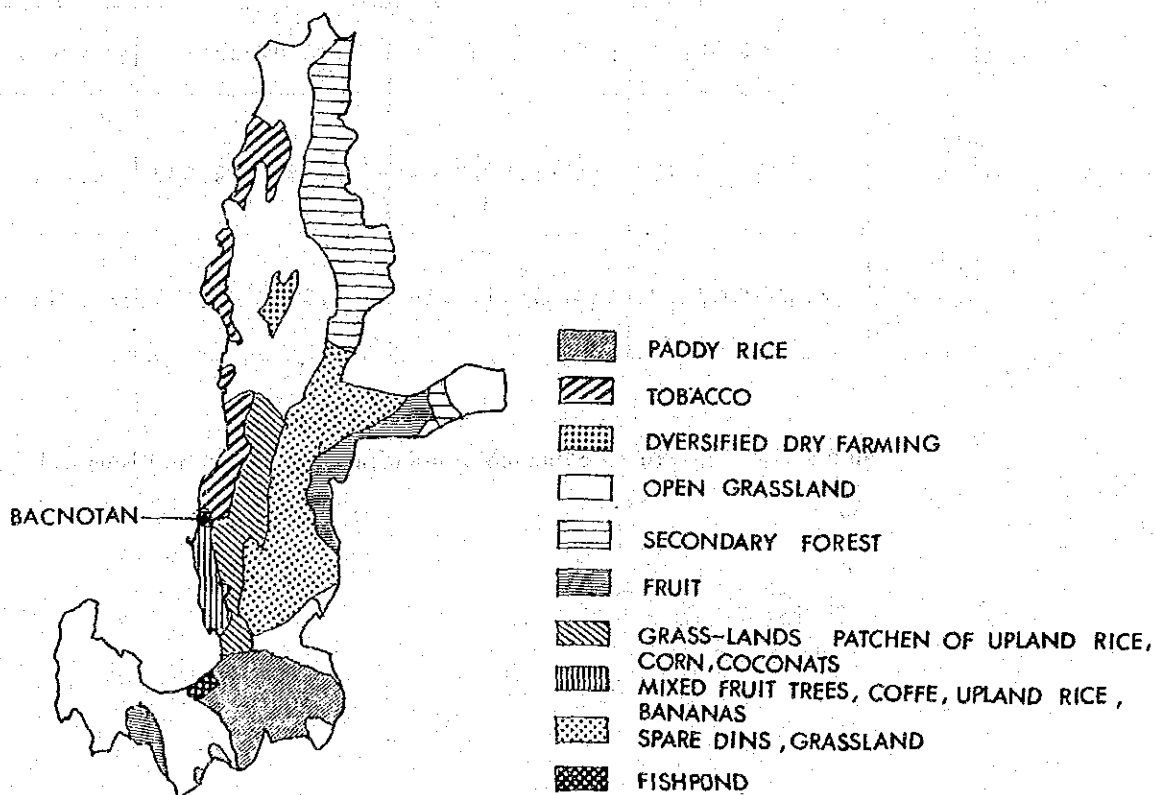 PADDY RICE
TOBACCO
DVERSIFIED DRY FARMING
OPEN GRASSLAND
BACNOTAN
SECONDARY FOREST
FRUIT
GRASS-LANDS PATCHEN OF UPLAND RICE,
CORN, COCONATS
MIXED FRUIT TREES, COFFE, UPLAND RICE,
BANANAS
SPARE DINS, GRASSLAND
FISHPOND